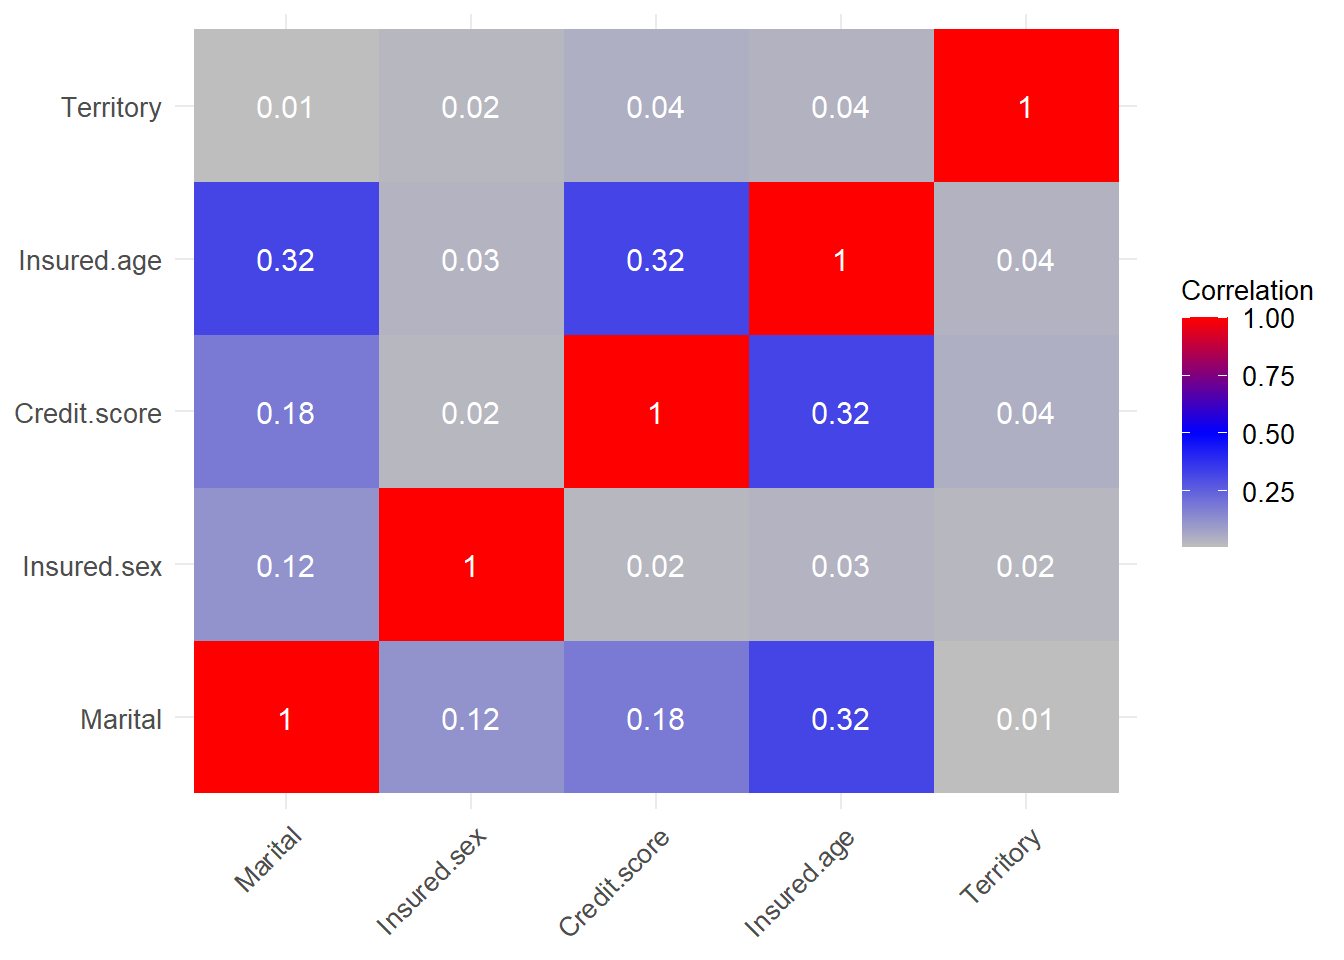 Territory 0.01 0.02 0.04 0.04 1
Insured.age 0.32 0.03 0.32 1 0.04
Credit.score 0.18 0.02 1 0.32 0.04
Insured.sex 0.12 1 0.02 0.03 0.02
Marital 1 0.12 0.18 0.32 0.01
Marital Insured.sex Credit.score Insured.age Territory
Correlation
1.00
0.75
0.50
0.25